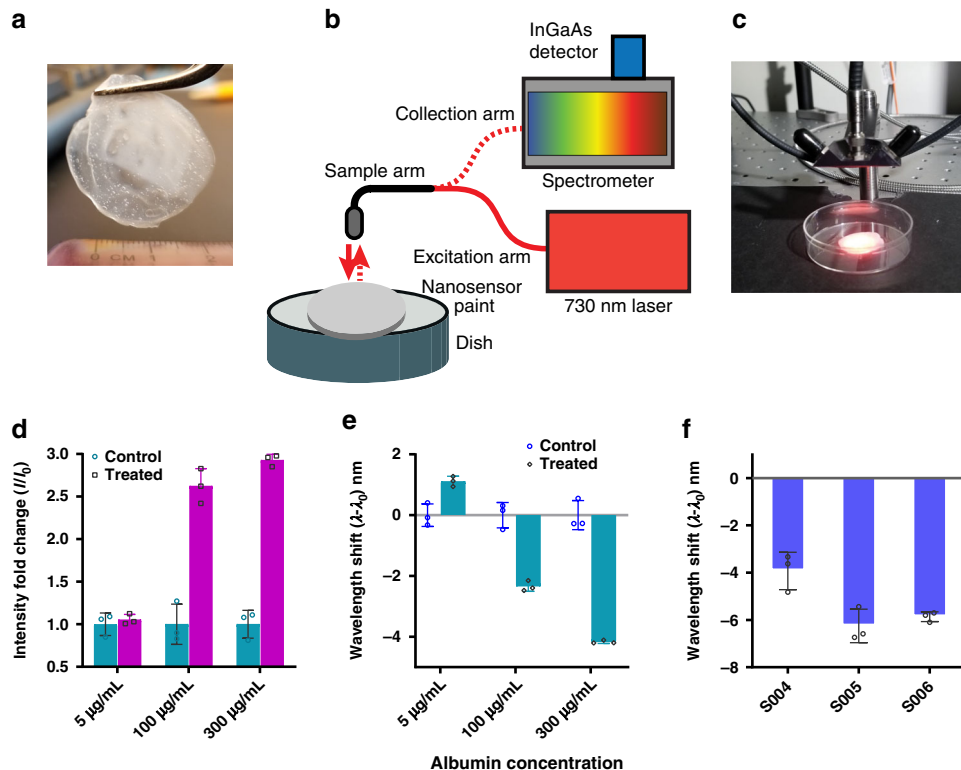 a
b
c
InGaAs
detector
Collection arm
Sample arm
Spectrometer
Excitation arm
Nanosensor
paint
730 nm laser
Dish
0 CM 1 2
d
Control
Treated
Intensity fold change (I/I0)
3.0
2.5
2.0
1.5
1.0
0.5
5 µg/mL
100 µg/mL
300 µg/mL
e
Control
Treated
Wavelength shift (λ-λ0) nm
2
0
−2
−4
5 µg/mL
100 µg/mL
300 µg/mL
Albumin concentration
f
Wavelength shift (λ-λ0) nm
0
−2
−4
−6
−8
S004
S005
S006